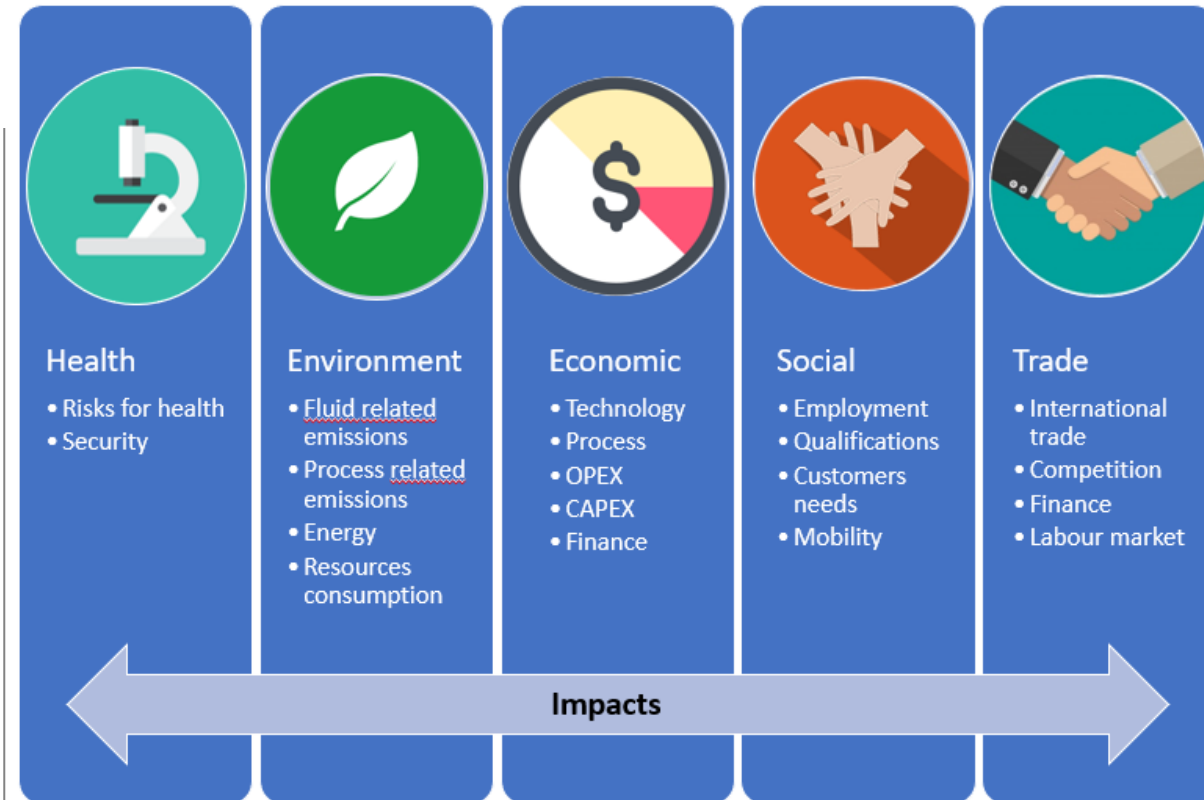 Health
• Risks for health
• Security
Environment
• Fluid related
emissions
• Process related
emissions
• Energy
• Resources
consumption
Economic
• Technology
• Process
• OPEX
• CAPEX
• Finance
Social
• Employment
• Qualifications
• Customers
needs
• Mobility
Trade
• International
trade
• Competition
• Finance
• Labour market
Impacts